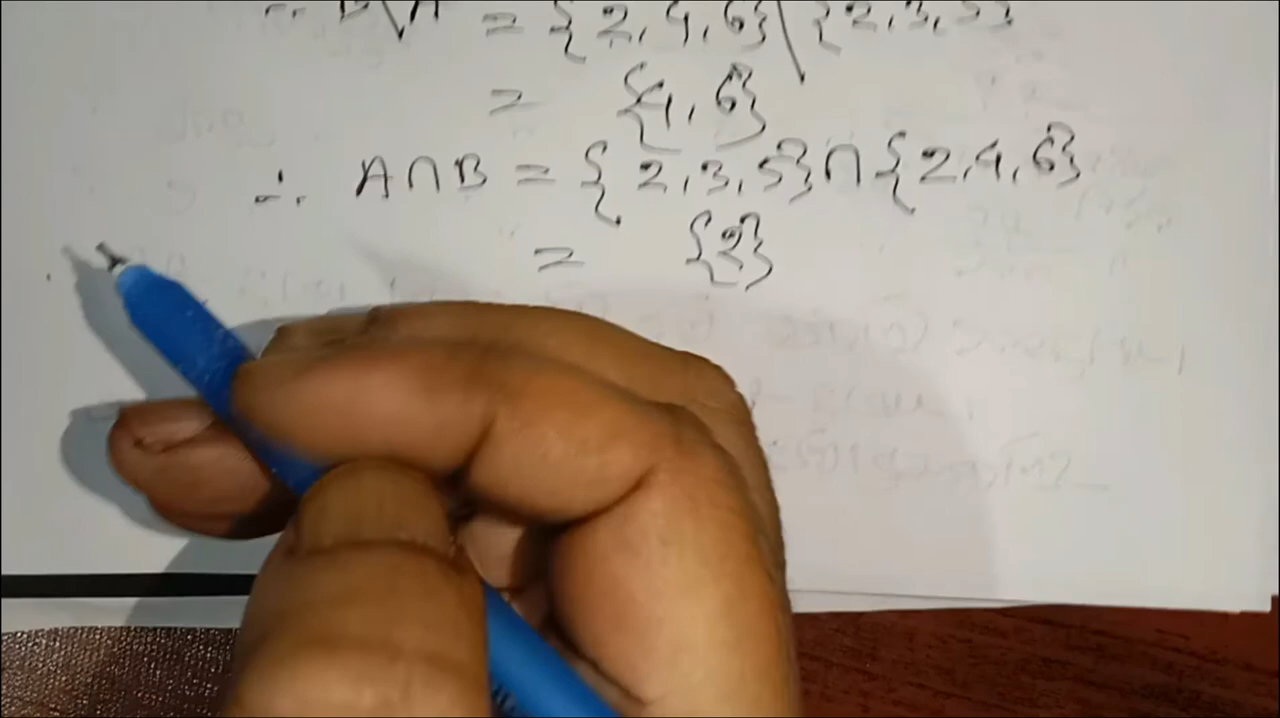 ∴ B\A = {2,4,6}\{2,3,5}
= {4,6}
∴ A∩B = {2,3,5}∩{2,4,6}
= {2}